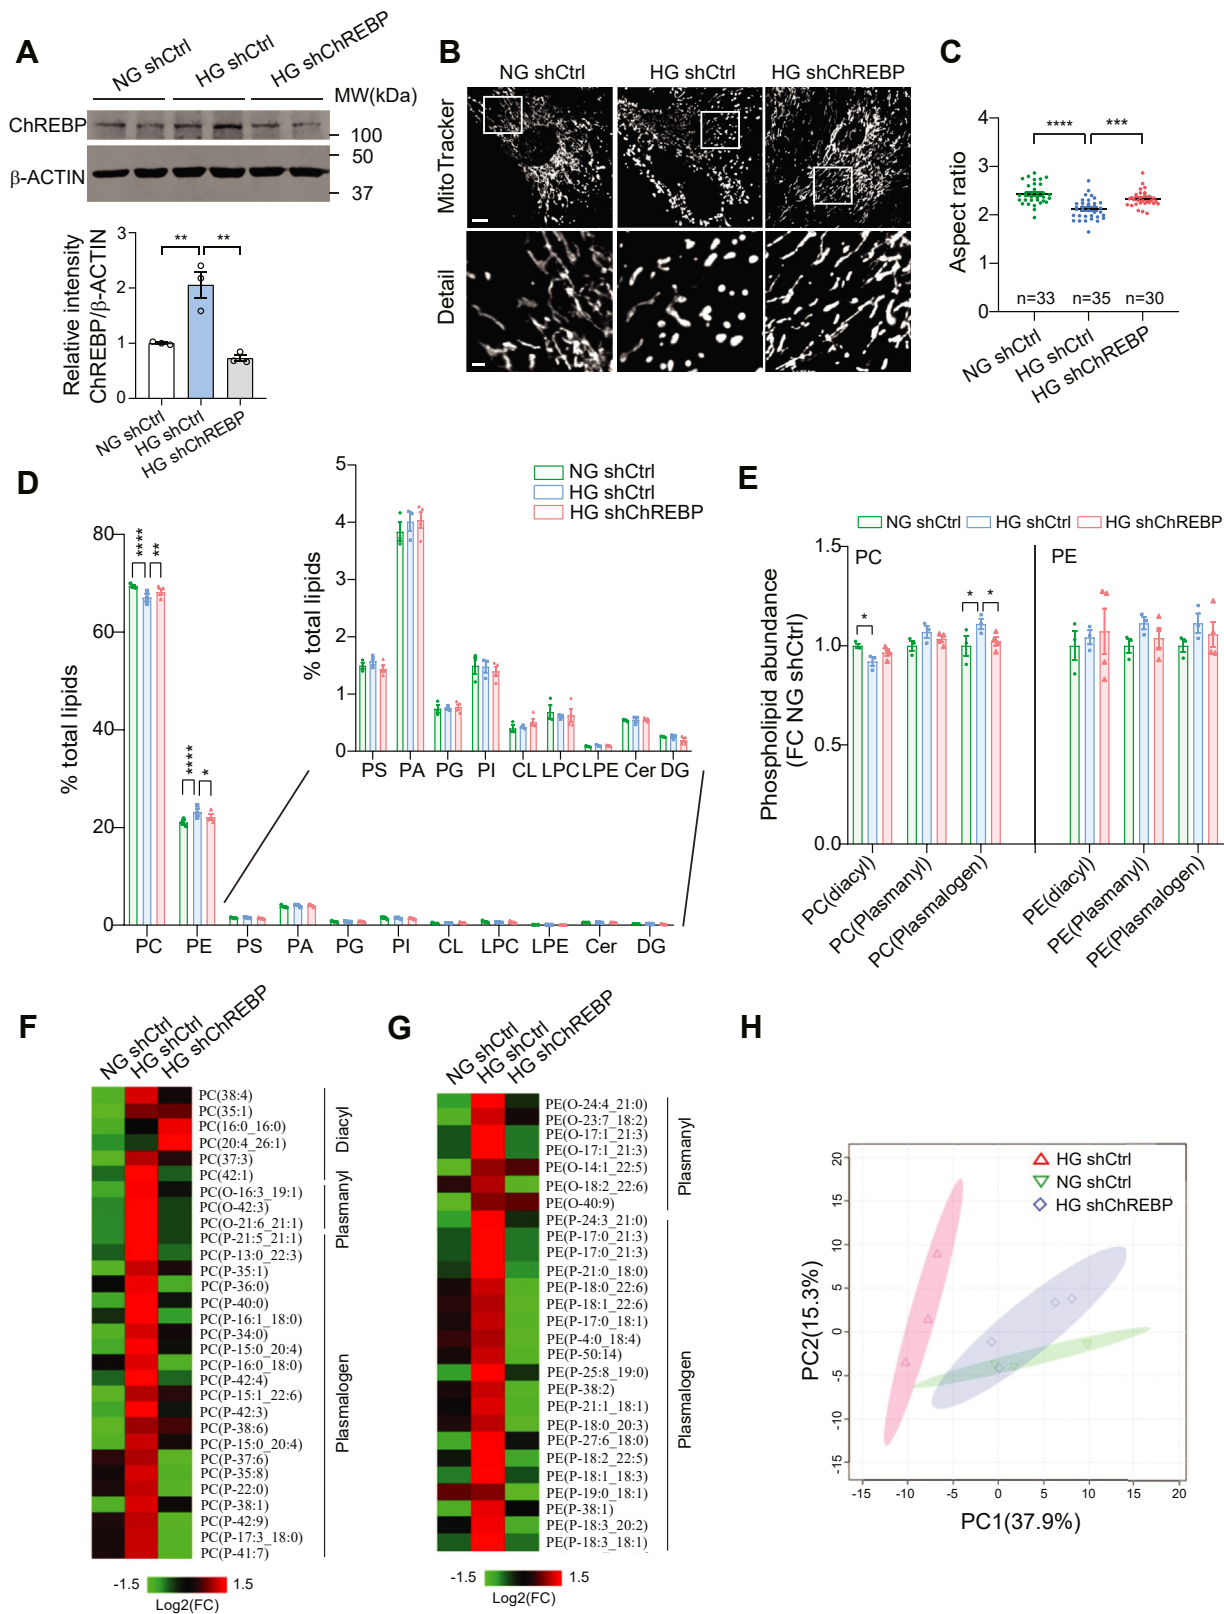 A
NG shCtrl
HG shCtrl
HG shChREBP
MW(kDa)
ChREBP
100
50
β-ACTIN
37
Relative intensity
ChREBP/β-ACTIN
3
2
1
0
** **
NG shCtrl
HG shCtrl
HG shChREBP
B
NG shCtrl HG shCtrl HG shChREBP
MitoTracker
Detail
C
Aspect ratio
4
3
2
1
0
**** ***
n=33 n=35 n=30
NG shCtrl
HG shCtrl
HG shChREBP
D
% total lipids
80
60
40
20
0
**** **
**** *
PC PE PS PA PG PI CL LPC LPE Cer DG
% total lipids
5
4
3
2
1
0
NG shCtrl
HG shCtrl
HG shChREBP
PS PA PG PI CL LPC LPE Cer DG
E
NG shCtrl HG shCtrl HG shChREBP
Phospholipid abundance
(FC NG shCtrl)
1.5
1.0
0.5
0.0
PC
PE
*
* *
PC(diacyl)
PC(Plasmanyl)
PC(Plasmalogen)
PE(diacyl)
PE(Plasmanyl)
PE(Plasmalogen)
F
NG shCtrl
HG shCtrl
HG shChREBP
PC(38:4)
PC(35:1)
PC(16:0_16:0)
PC(20:4_26:1)
PC(37:3)
PC(42:1)
PC(O-16:3_19:1)
PC(O-42:3)
PC(O-21:6_21:1)
PC(P-21:5_21:1)
PC(P-13:0_22:3)
PC(P-35:1)
PC(P-36:0)
PC(P-40:0)
PC(P-16:1_18:0)
PC(P-34:0)
PC(P-15:0_20:4)
PC(P-16:0_18:0)
PC(P-42:4)
PC(P-15:1_22:6)
PC(P-42:3)
PC(P-38:6)
PC(P-15:0_20:4)
PC(P-37:6)
PC(P-35:8)
PC(P-22:0)
PC(P-38:1)
PC(P-42:9)
PC(P-17:3_18:0)
PC(P-41:7)
Diacyl
Plasmanyl
Plasmalogen
-1.5 1.5
Log2(FC)
G
NG shCtrl
HG shCtrl
HG shChREBP
PE(O-24:4_21:0)
PE(O-23:7_18:2)
PE(O-17:1_21:3)
PE(O-17:1_21:3)
PE(O-14:1_22:5)
PE(O-18:2_22:6)
PE(O-40:9)
PE(P-24:3_21:0)
PE(P-17:0_21:3)
PE(P-17:0_21:3)
PE(P-21:0_18:0)
PE(P-18:0_22:6)
PE(P-18:1_22:6)
PE(P-17:0_18:1)
PE(P-4:0_18:4)
PE(P-50:14)
PE(P-25:8_19:0)
PE(P-38:2)
PE(P-21:1_18:1)
PE(P-18:0_20:3)
PE(P-27:6_18:0)
PE(P-18:2_22:5)
PE(P-18:1_18:3)
PE(P-19:0_18:1)
PE(P-38:1)
PE(P-18:3_20:2)
PE(P-18:3_18:1)
Plasmanyl
Plasmalogen
-1.5 1.5
Log2(FC)
H
PC2(15.3%)
20
15
10
5
0
-5
-10
-15
HG shCtrl
NG shCtrl
HG shChREBP
-15 -10 -5 0 5 10 15 20
PC1(37.9%)